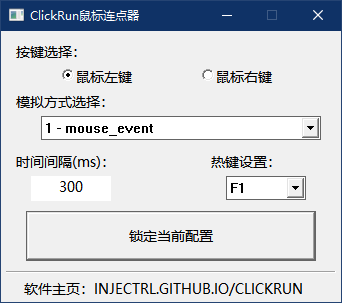 ClickRun鼠标连点器
按键选择：
鼠标左键 鼠标右键
模拟方式选择：
1 - mouse_event
时间间隔(ms)： 热键设置：
300 F1
锁定当前配置
软件主页：INJECTRL.GITHUB.IO/CLICKRUN